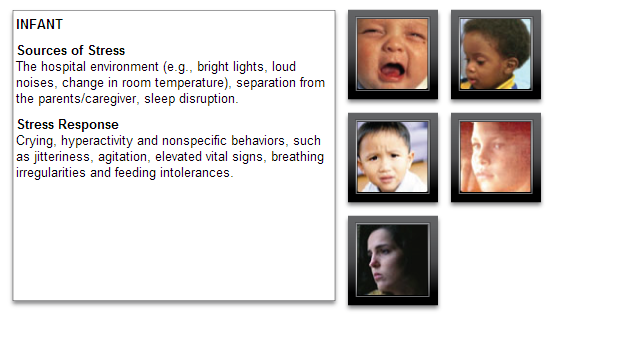 INFANT
Sources of Stress
The hospital environment (e.g., bright lights, loud
noises, change in room temperature), separation from
the parents/caregiver, sleep disruption.
Stress Response
Crying, hyperactivity and nonspecific behaviors, such
as jitteriness, agitation, elevated vital signs, breathing
irregularities and feeding intolerances.